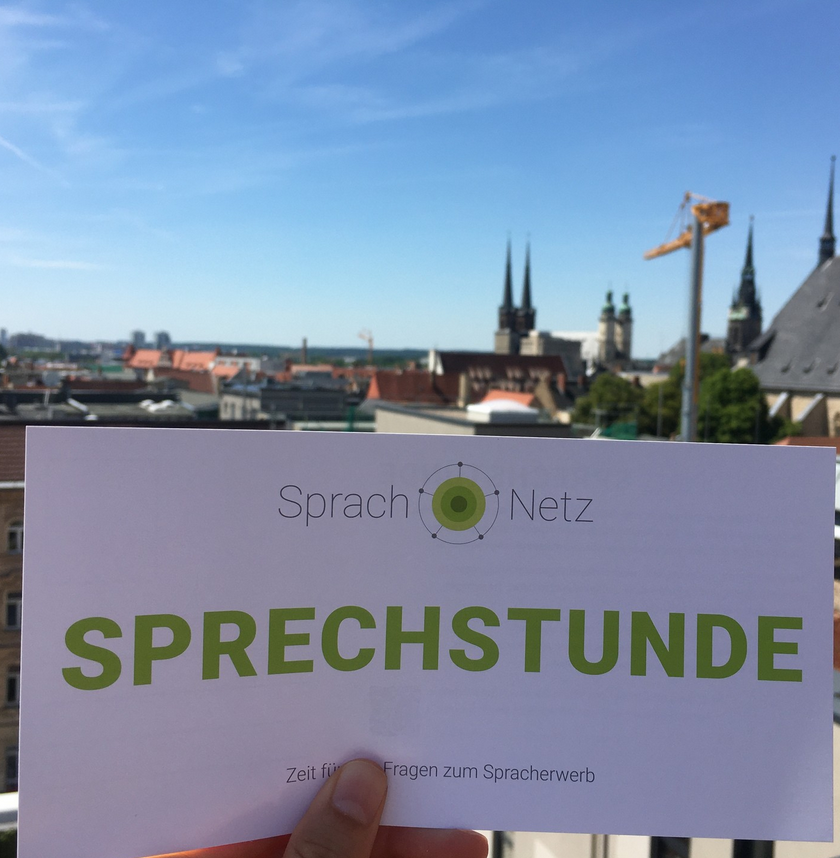 Sprach Netz
SPRECHSTUNDE
Zeit Fragen zum Spracherwerb